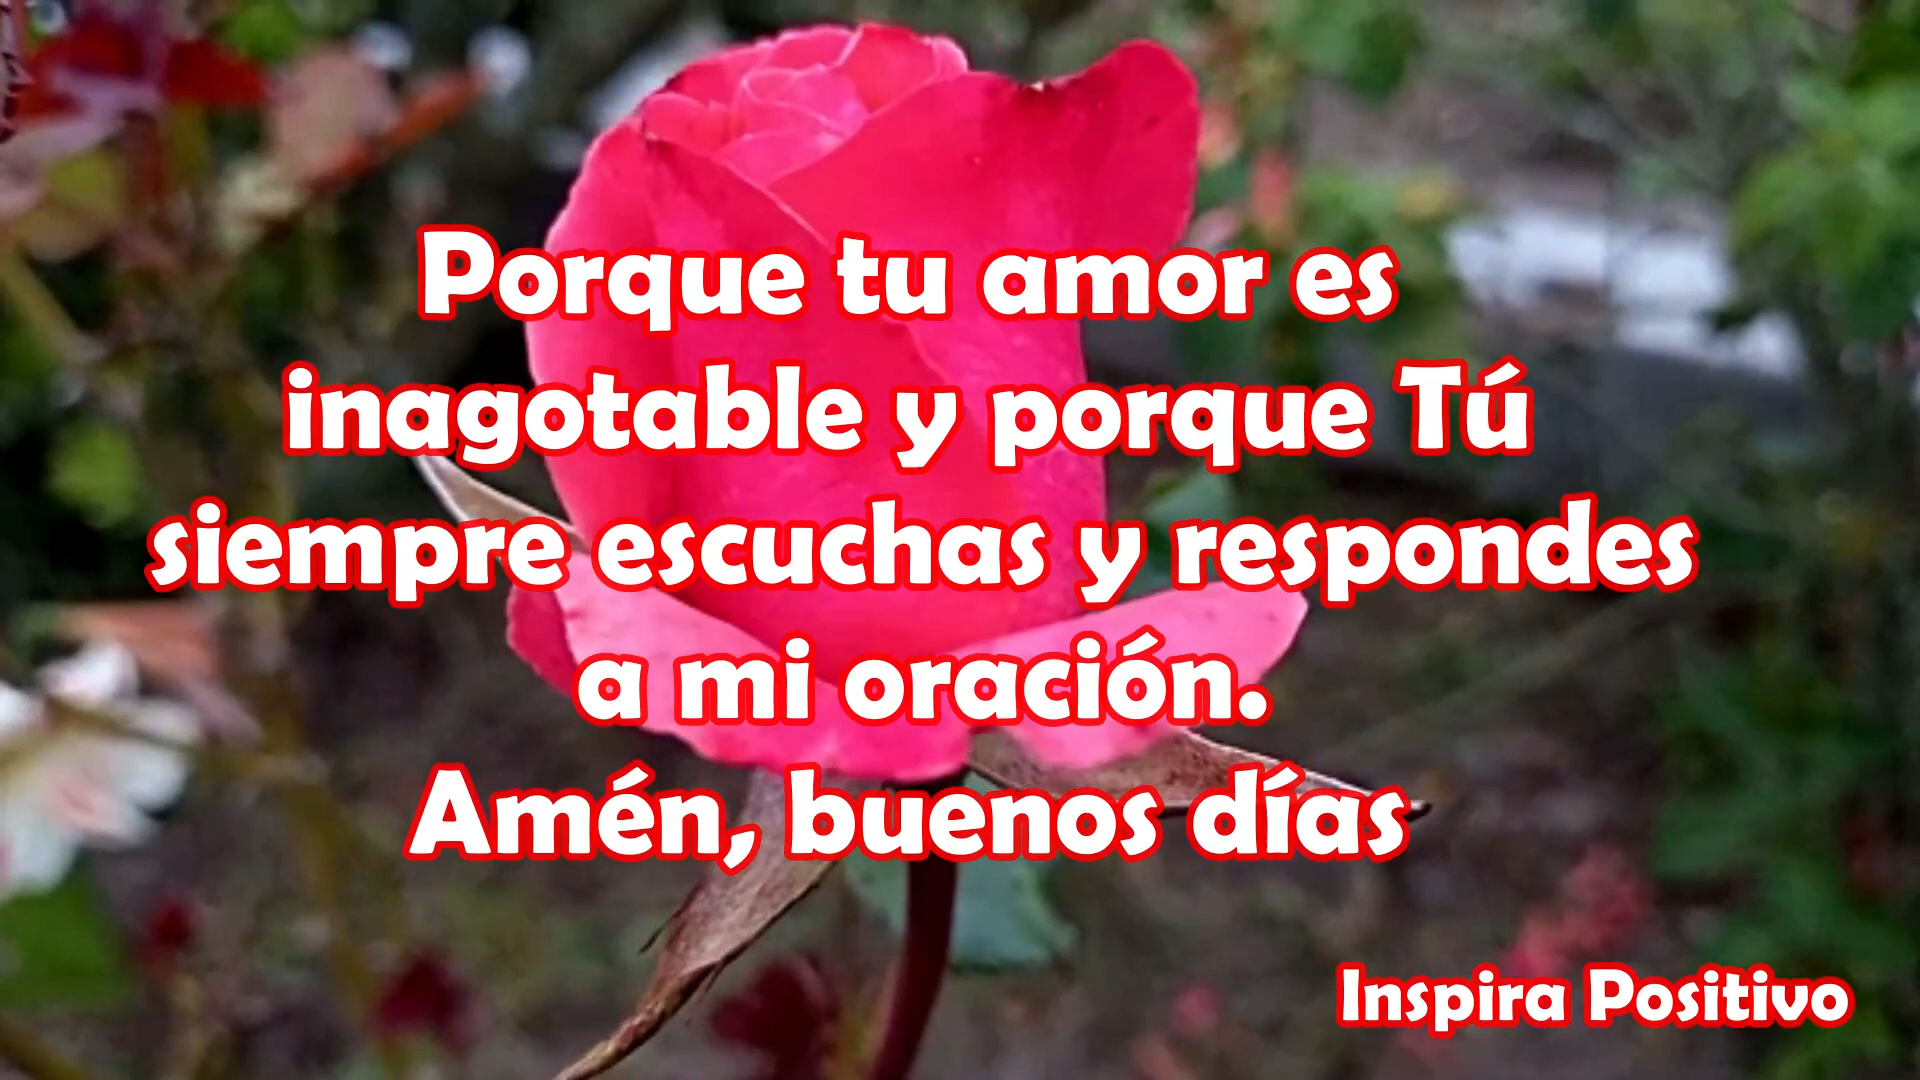 Porque tu amor es
inagotable y porque Tú
siempre escuchas y respondes
a mi oración.
Amén, buenos días
Inspira Positivo